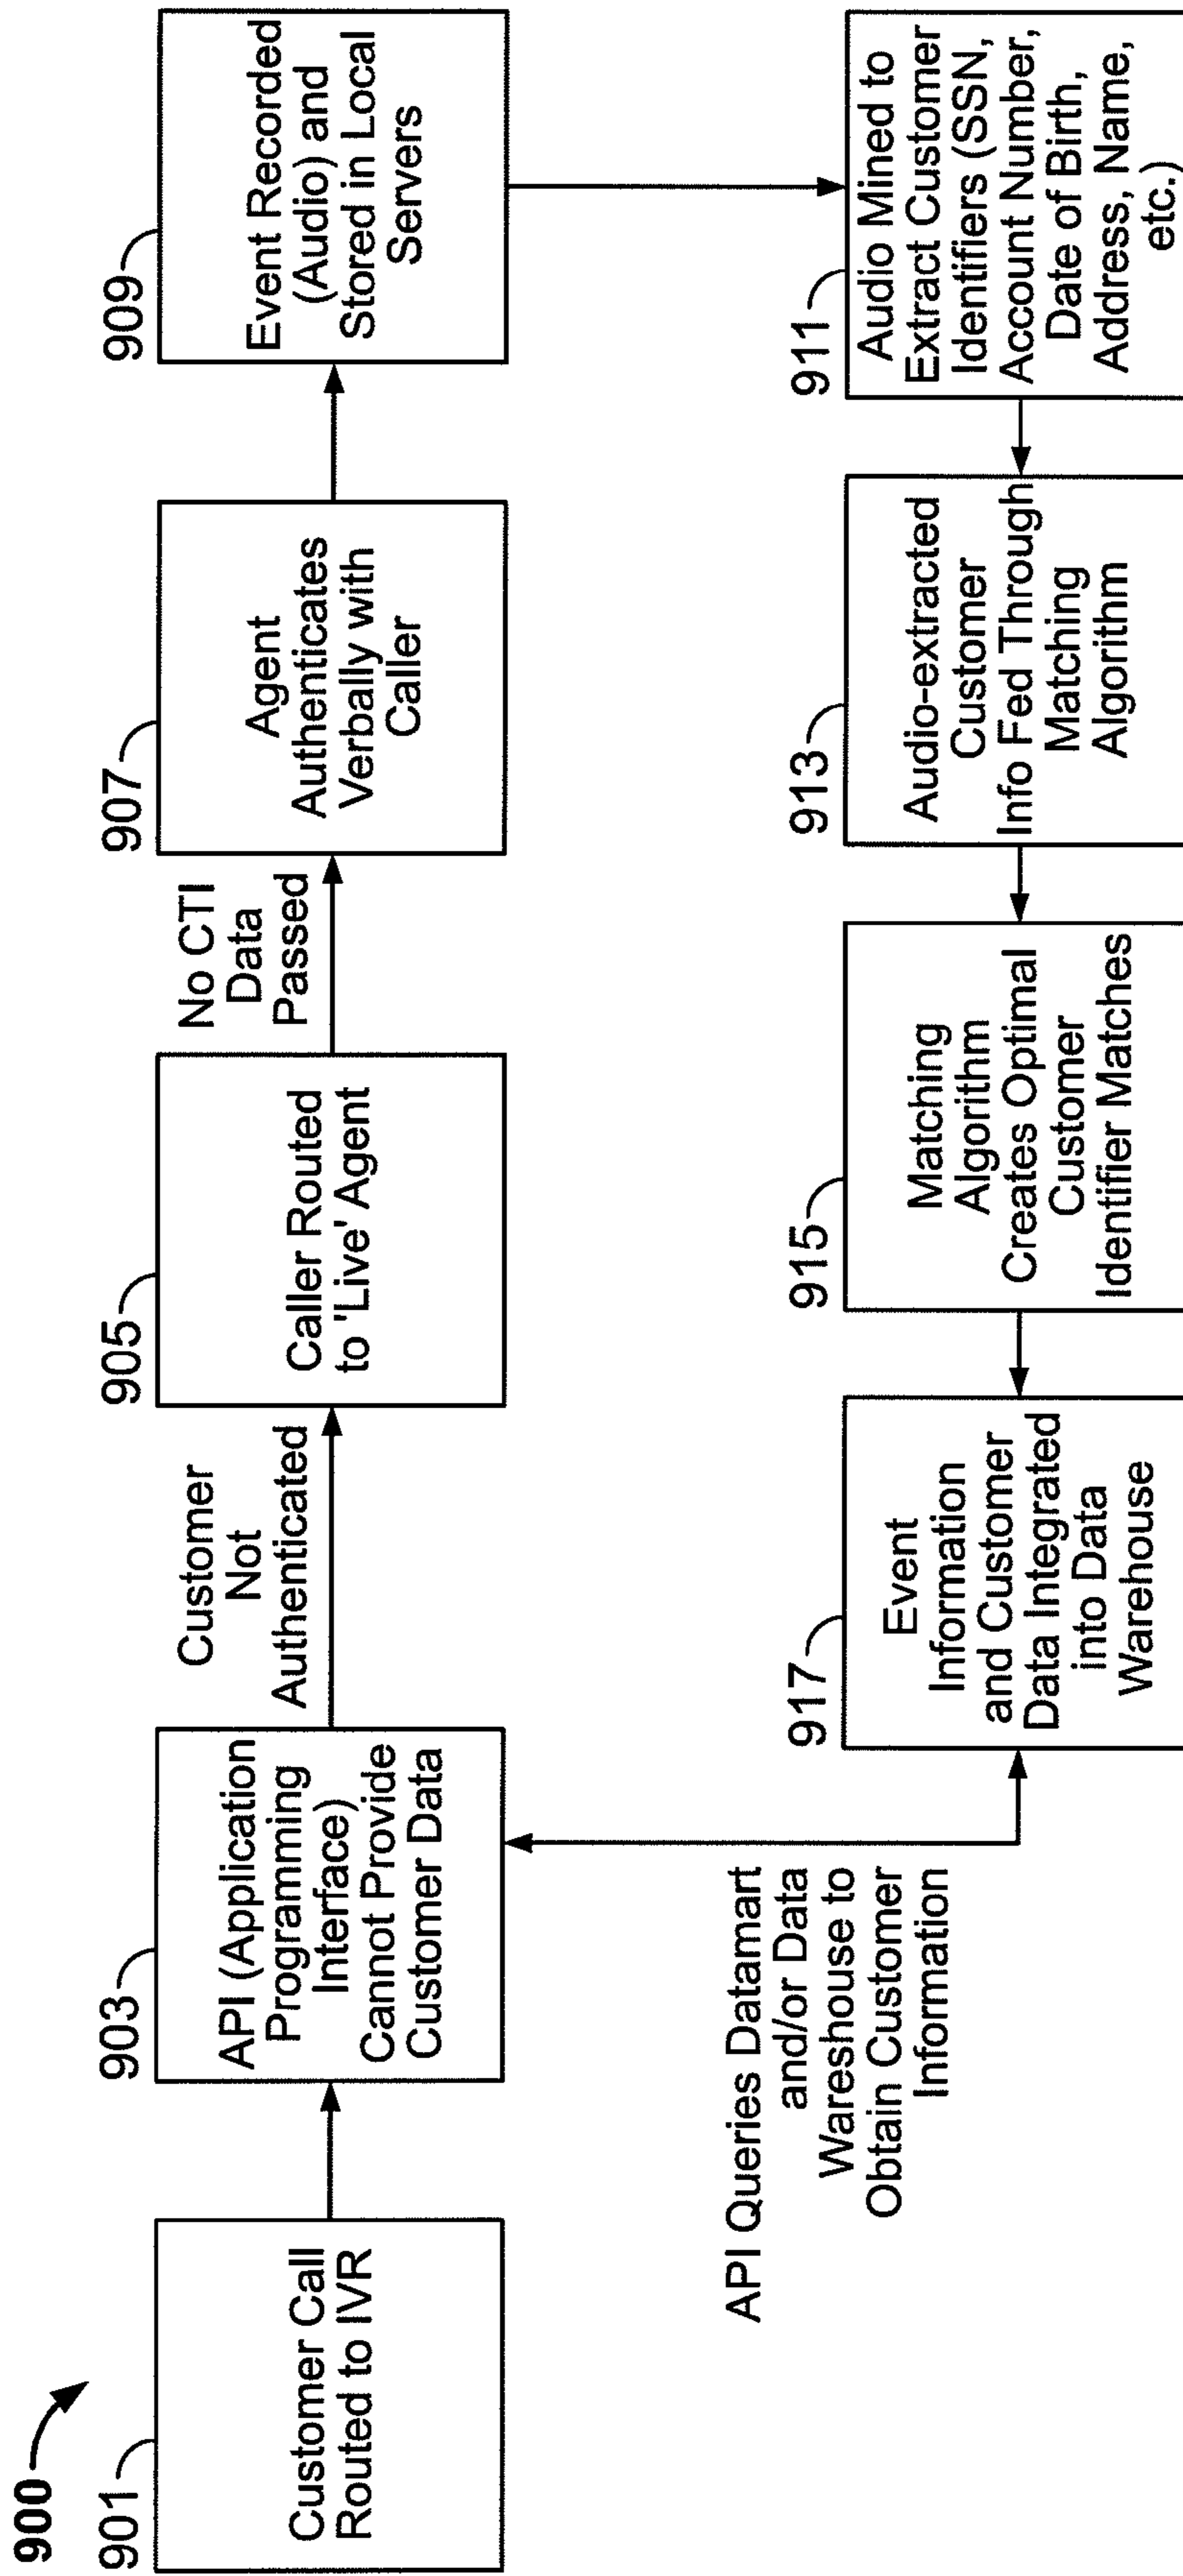 900
901
Customer Call
Routed to IVR
903
API (Application
Programming
Interface)
Cannot Provide
Customer Data
Customer
Not
Authenticated
905
Caller Routed
to 'Live' Agent
No CTI
Data
Passed
907
Agent
Authenticates
Verbally with
Caller
909
Event Recorded
(Audio) and
Stored in Local
Servers
API Queries Datamart
and/or Data
Wareshouse to
Obtain Customer
Information
917
Event
Information
and Customer
Data Integrated
into Data
Warehouse
915
Matching
Algorithm
Creates Optimal
Customer
Identifier Matches
913
Audio-extracted
Customer
Info Fed Through
Matching
Algorithm
911
Audio Mined to
Extract Customer
Identifiers (SSN,
Account Number,
Date of Birth,
Address, Name,
etc.)